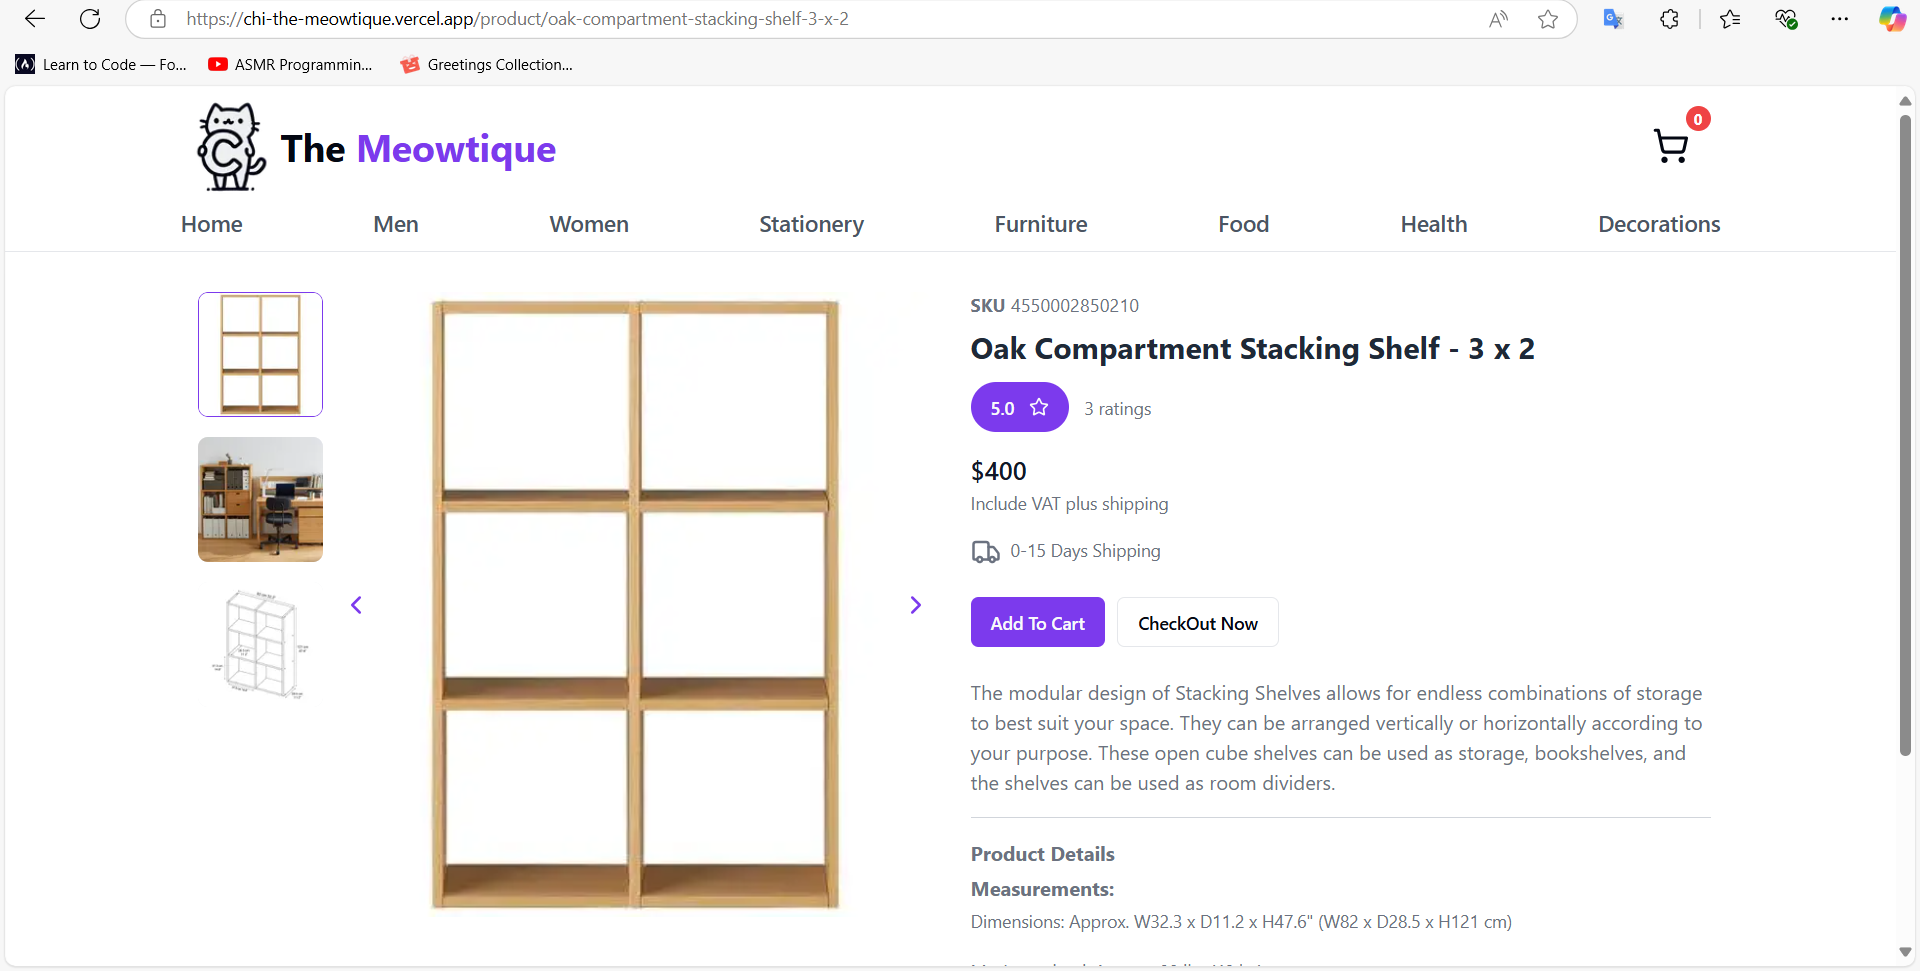 https://chi-the-meowtique.vercel.app/product/oak-compartment-stacking-shelf-3-x-2
Learn to Code — Fo...
ASMR Programmin...
Greetings Collection...
The Meowtique
0
Home
Men
Women
Stationery
Furniture
Food
Health
Decorations
SKU 4550002850210
Oak Compartment Stacking Shelf - 3 x 2
5.0
3 ratings
$400
Include VAT plus shipping
0-15 Days Shipping
Add To Cart
CheckOut Now
The modular design of Stacking Shelves allows for endless combinations of storage
to best suit your space. They can be arranged vertically or horizontally according to
your purpose. These open cube shelves can be used as storage, bookshelves, and
the shelves can be used as room dividers.
Product Details
Measurements:
Dimensions: Approx. W32.3 x D11.2 x H47.6" (W82 x D28.5 x H121 cm)